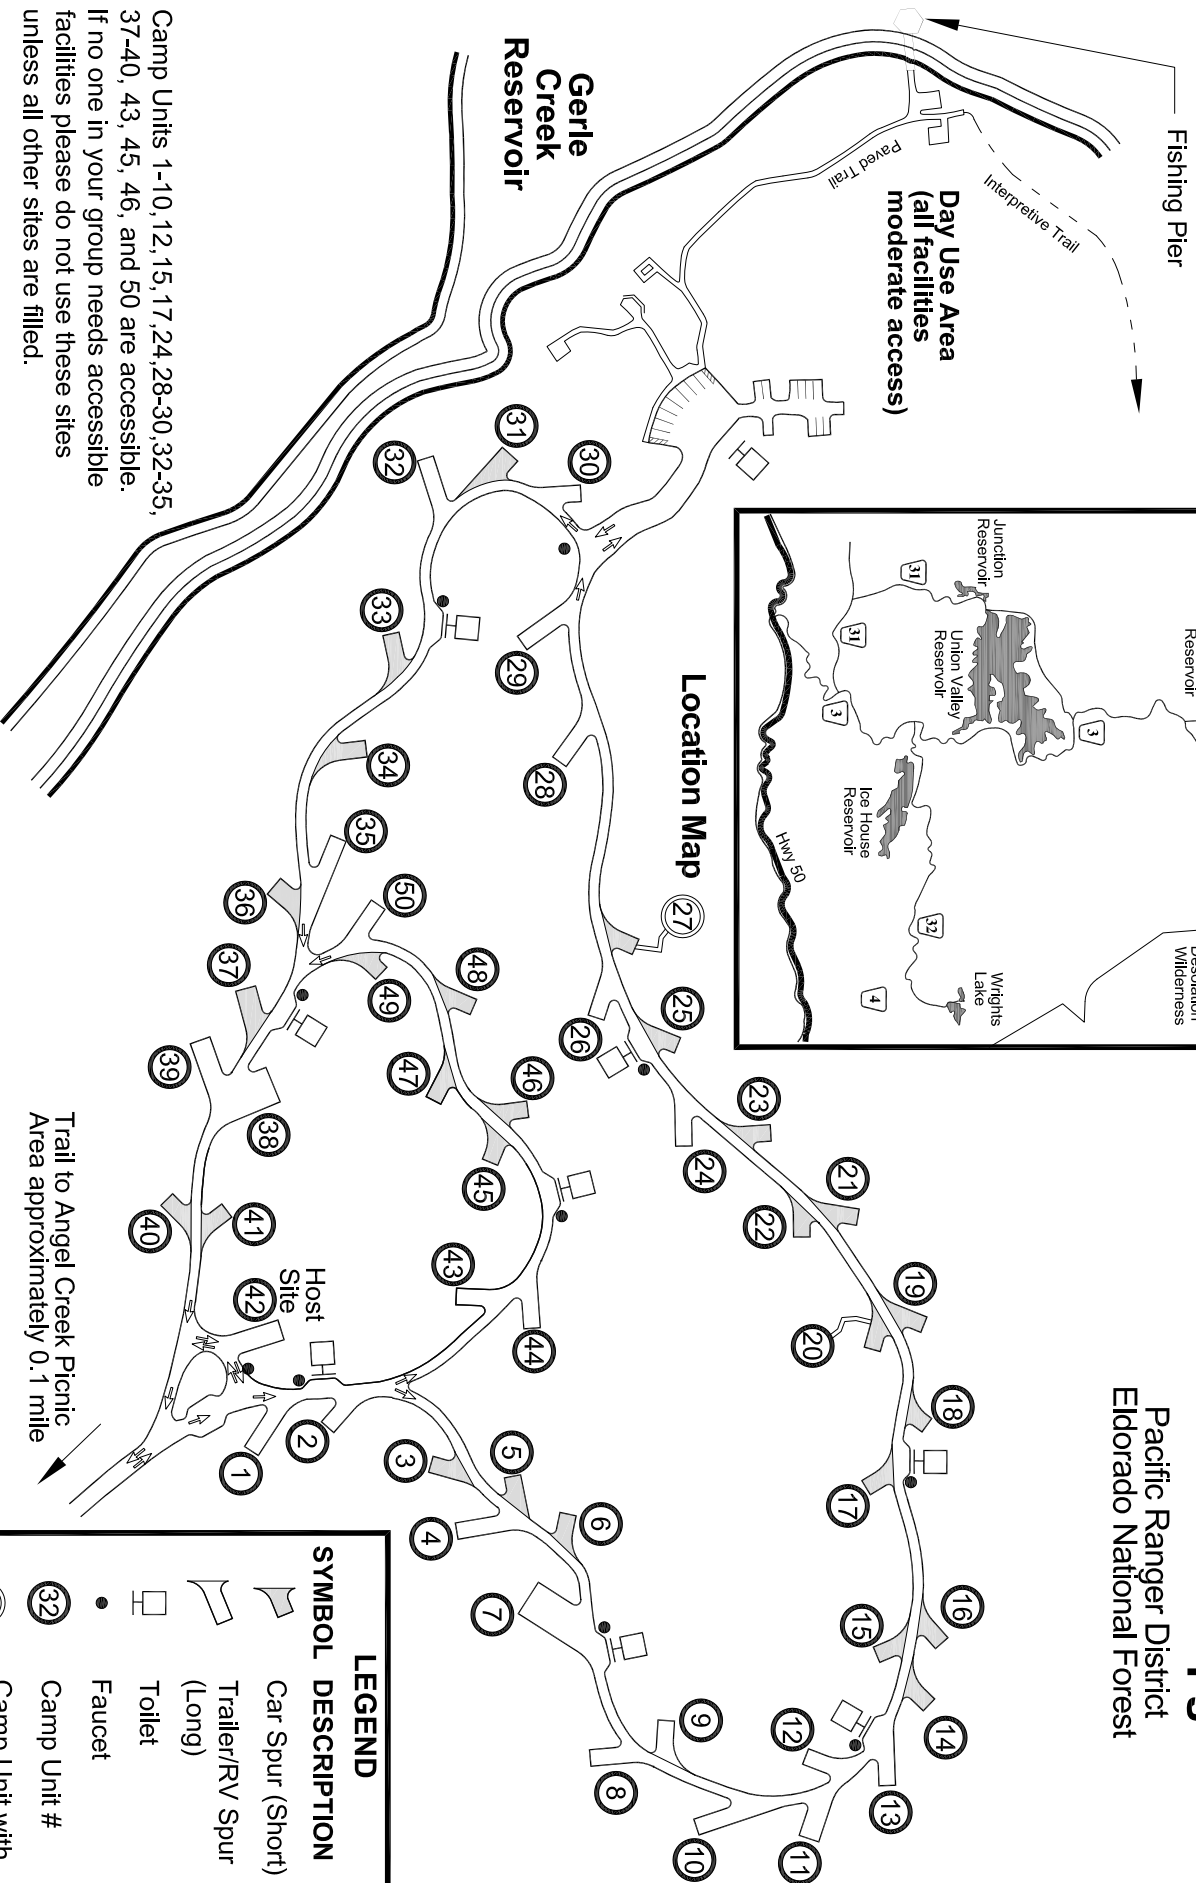 Pacific Ranger District
Eldorado National Forest
Fishing Pier
Interpretive Trail
Paved Trail
Day Use Area
(all facilities
moderate access)
Gerle
Creek
Reservoir
Camp Units 1-10,12,15,17,24,28-30,32-35,
37-40, 43, 45, 46, and 50 are accessible.
If no one in your group needs accessible
facilities please do not use these sites
unless all other sites are filled.
Reservoir
Junction
Reservoir
Union Valley
Reservoir
Ice House
Reservoir
Wrights
Lake
Desolation
Wilderness
Hwy 50
31
31
3
3
32
4
Location Map
30
31
32
29
33
28
34
35
27
36
50
37
48
49
25
26
39
47
46
23
38
45
24
21
40
41
22
43
42
19
20
44
Host
Site
18
2
1
3
5
17
4
6
7
16
15
9
12
14
8
13
10
11
Trail to Angel Creek Picnic
Area approximately 0.1 mile
LEGEND
SYMBOL DESCRIPTION
Car Spur (Short)
Trailer/RV Spur
(Long)
Toilet
Faucet
32 Camp Unit #
Camp Unit with